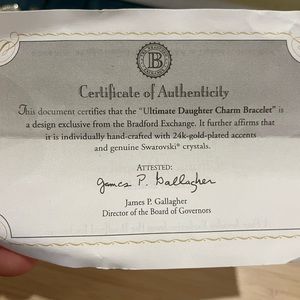 B
Certificate of Authenticity
This document certifies that the "Ultimate Daughter Charm Bracelet" is
a design exclusive from the Bradford Exchange. It further affirms that
it is individually hand-crafted with 24k-gold-plated accents
and genuine Swarovski® crystals.
ATTESTED:
James P. Gallagher
James P. Gallagher
Director of the Board of Governors